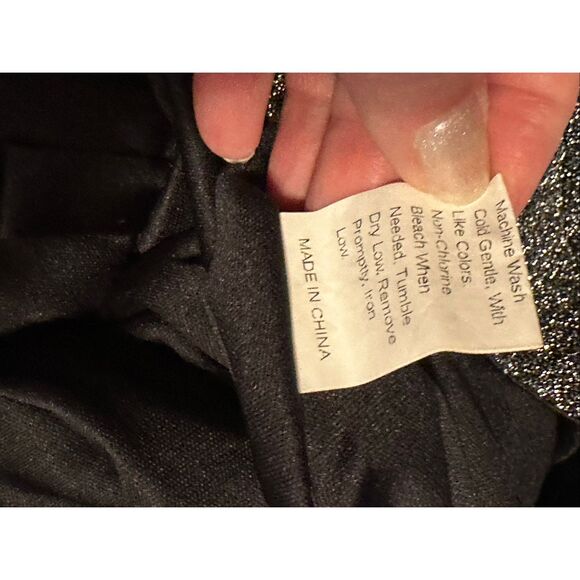 Machine Wash
Cold Gentle, With
Like Colors.
Non-Chlorine
Bleach When
Needed. Tumble
Dry Low, Remove
Promptly, Iron
Low.
MADE IN CHINA